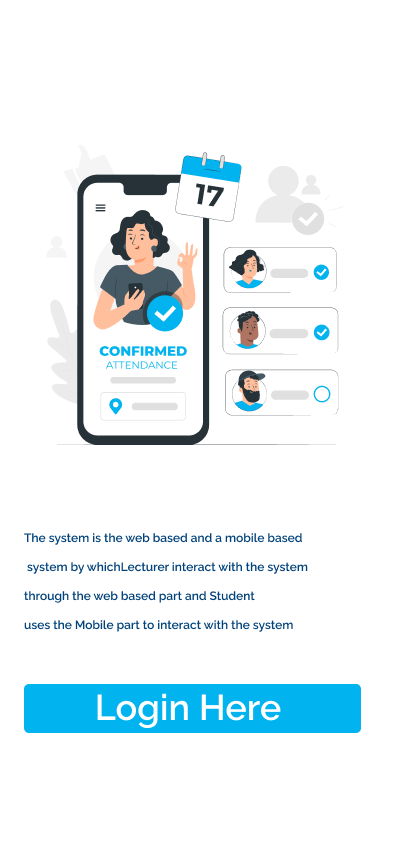 17
CONFIRMED
ATTENDANCE
The system is the web based and a mobile based
system by whichLecturer interact with the system
through the web based part and Student
uses the Mobile part to interact with the system
Login Here